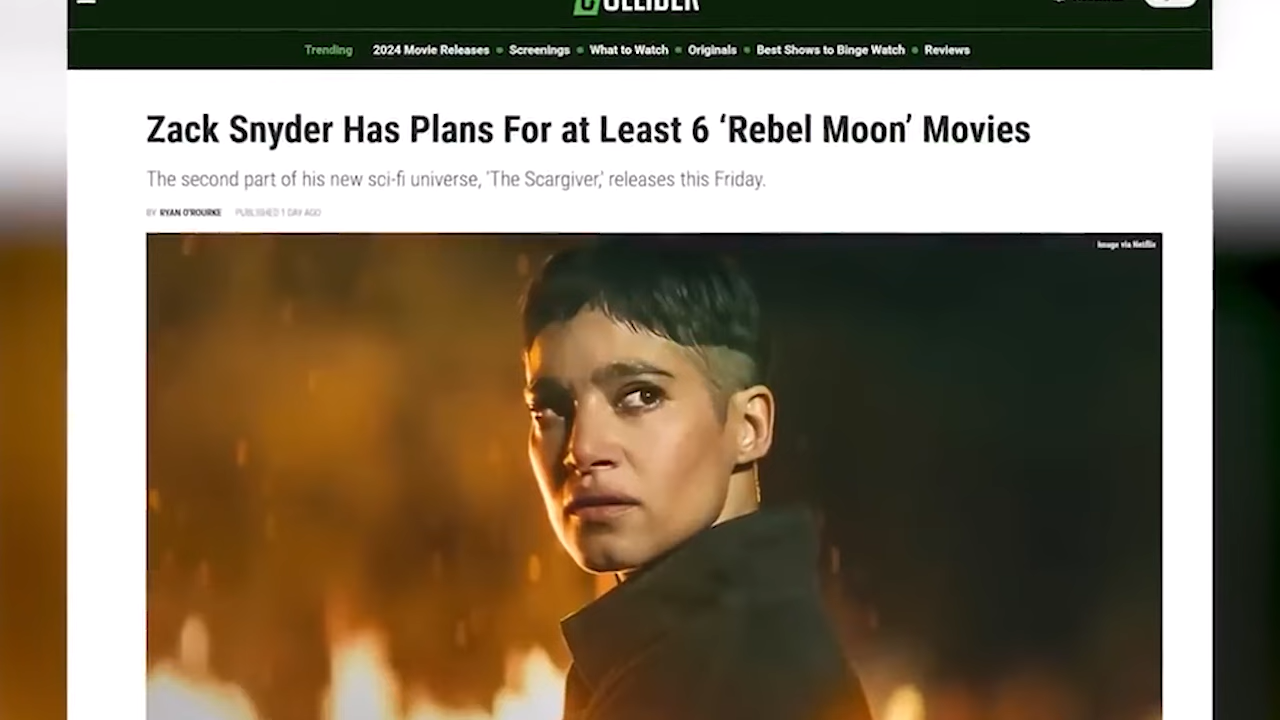 Trending 2024 Movie Releases Screenings What to Watch Originals Best Shows to Binge Watch Reviews
Zack Snyder Has Plans For at Least 6 ‘Rebel Moon’ Movies
The second part of his new sci-fi universe, 'The Scargiver,' releases this Friday.
BY RYAN O'ROURKE PUBLISHED 1 DAY AGO
Image via Netflix